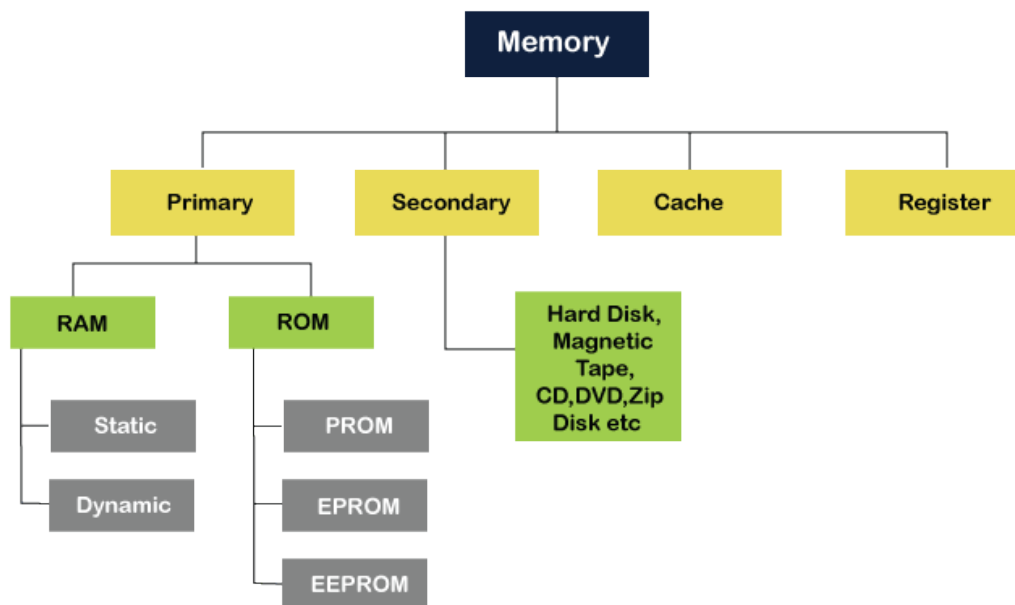 Memory
Primary
Secondary
Cache
Register
RAM
ROM
Hard Disk,
Magnetic
Tape,
CD,DVD,Zip
Disk etc
Static
PROM
Dynamic
EPROM
EEPROM